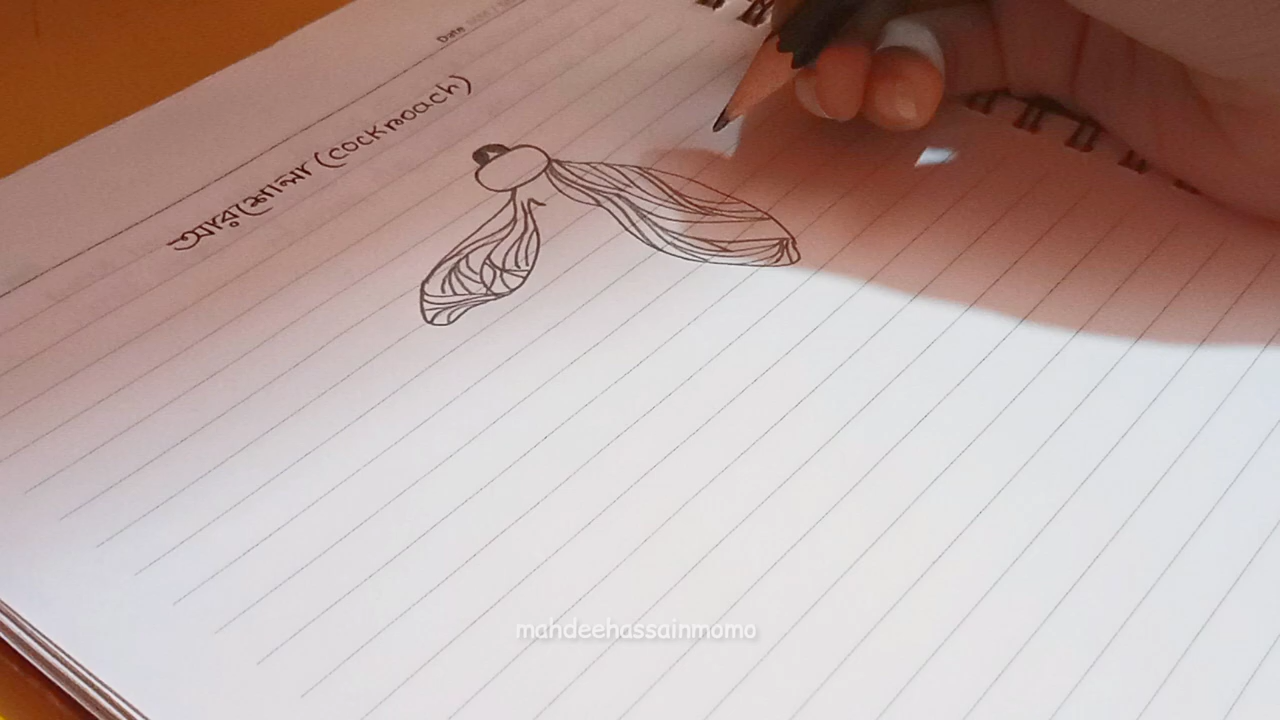 Date
আরশোলা (cockroach)
mahdeehassainmomo